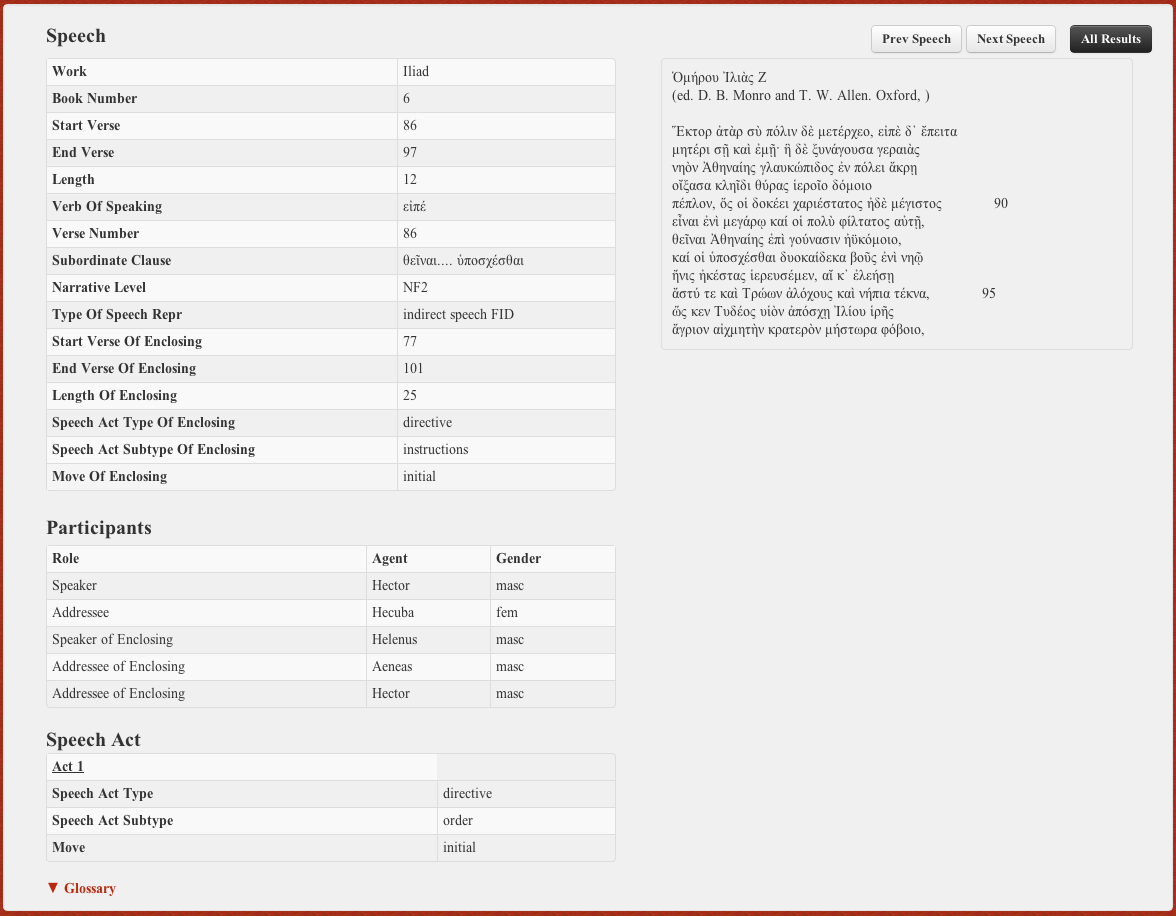 Speech
Prev Speech Next Speech All Results
Work Iliad
Book Number 6
Start Verse 86
End Verse 97
Length 12
Verb Of Speaking εἰπέ
Verse Number 86
Subordinate Clause θεῖναι.... ὑποσχέσθαι
Narrative Level NF2
Type Of Speech Repr indirect speech FID
Start Verse Of Enclosing 77
End Verse Of Enclosing 101
Length Of Enclosing 25
Speech Act Type Of Enclosing directive
Speech Act Subtype Of Enclosing instructions
Move Of Enclosing initial
Participants
Role Agent Gender
Speaker Hector masc
Addressee Hecuba fem
Speaker of Enclosing Helenus masc
Addressee of Enclosing Aeneas masc
Addressee of Enclosing Hector masc
Speech Act
Act 1
Speech Act Type directive
Speech Act Subtype order
Move initial
▼ Glossary
Ὁμήρου Ἰλιὰς Ζ
(ed. D. B. Monro and T. W. Allen. Oxford, )
Ἕκτορ ἀτὰρ σὺ πόλιν δὲ μετέρχεο, εἰπὲ δ᾽ ἔπειτα
μητέρι σῇ καὶ ἐμῇ· ἣ δὲ ξυνάγουσα γεραιὰς
νηὸν Ἀθηναίης γλαυκώπιδος ἐν πόλει ἄκρῃ
οἴξασα κληῗδι θύρας ἱεροῖο δόμοιο
πέπλον, ὅς οἱ δοκέει χαριέστατος ἠδὲ μέγιστος 90
εἶναι ἐνὶ μεγάρῳ καί οἱ πολὺ φίλτατος αὐτῇ,
θεῖναι Ἀθηναίης ἐπὶ γούνασιν ἠϋκόμοιο,
καί οἱ ὑποσχέσθαι δυοκαίδεκα βοῦς ἐνὶ νηῷ
ἤνις ἠκέστας ἱερευσέμεν, αἴ κ᾽ ἐλεήσῃ
ἄστύ τε καὶ Τρώων ἀλόχους καὶ νήπια τέκνα, 95
ὥς κεν Τυδέος υἱὸν ἀπόσχῃ Ἰλίου ἱρῆς
ἄγριον αἰχμητὴν κρατερὸν μήστωρα φόβοιο,